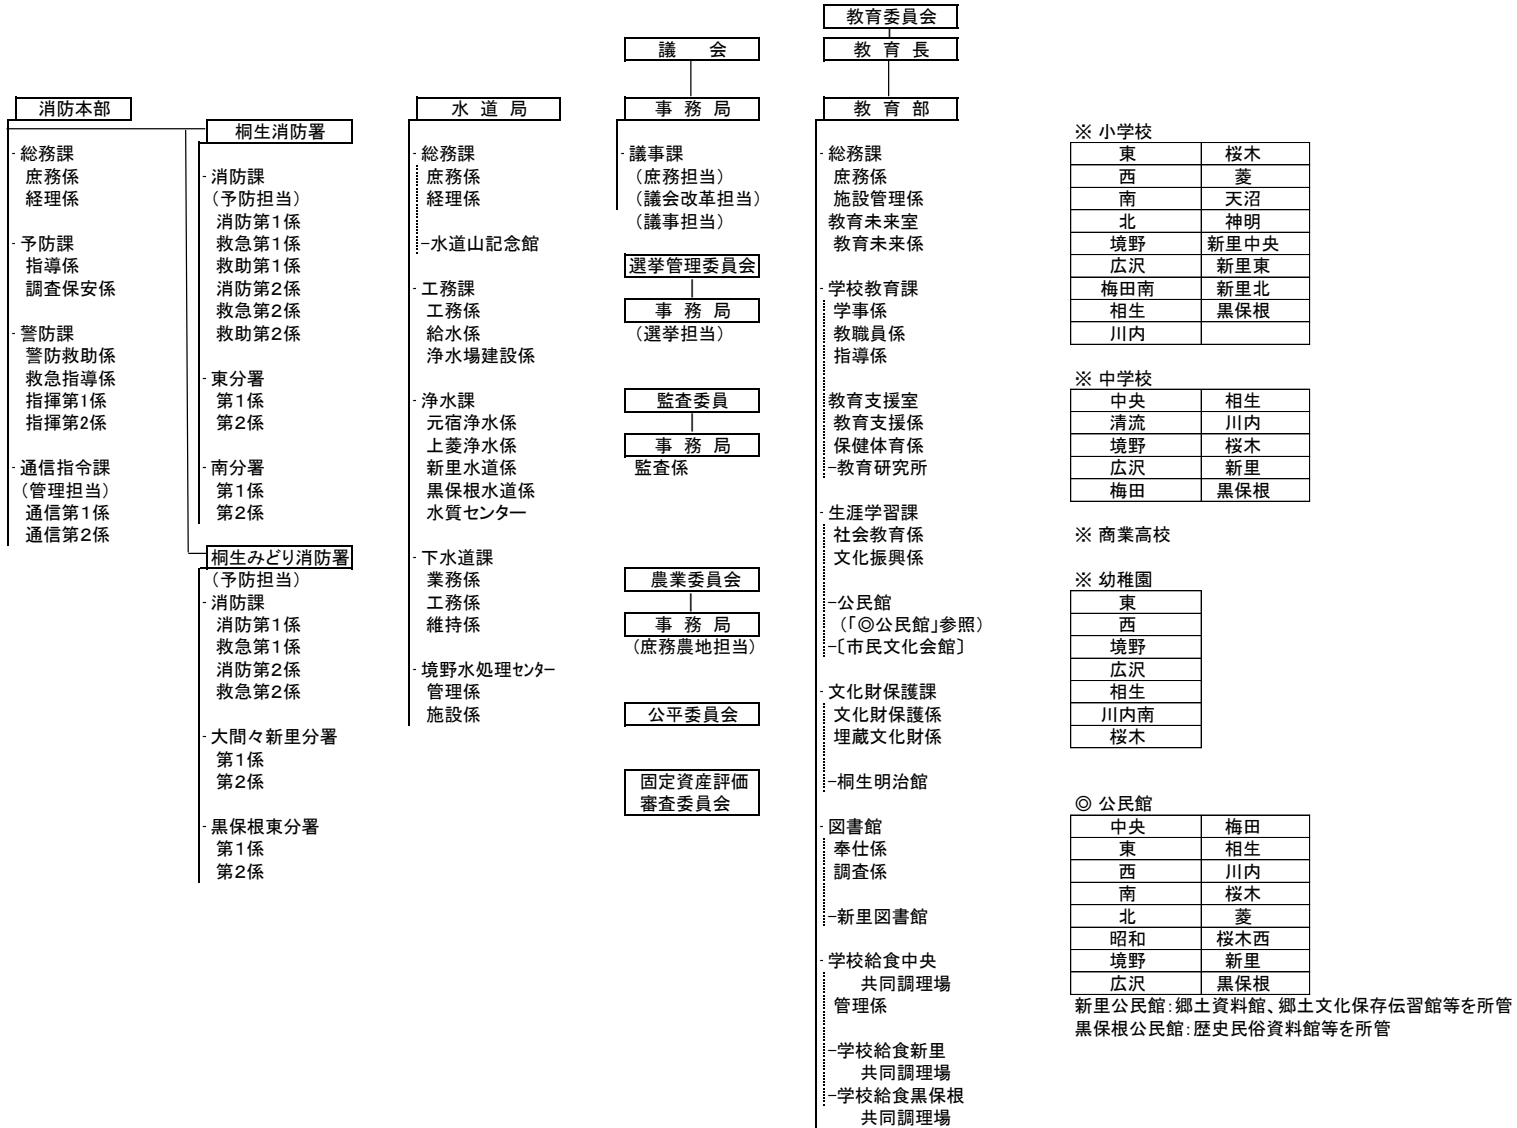 消防本部
総務課
庶務係
経理係
予防課
指導係
調査保安係
警防課
警防救助係
救急指導係
指揮第1係
指揮第2係
通信指令課
（管理担当）
通信第１係
通信第２係
桐生消防署
消防課
（予防担当）
消防第１係
救急第１係
救助第１係
消防第２係
救急第２係
救助第２係
東分署
第１係
第２係
南分署
第１係
第２係
桐生みどり消防署
（予防担当）
消防課
消防第１係
救急第１係
消防第２係
救急第２係
大間々新里分署
第１係
第２係
黒保根東分署
第１係
第２係
水 道 局
総務課
庶務係
経理係
水道山記念館
工務課
工務係
給水係
浄水場建設係
浄水課
元宿浄水係
上菱浄水係
新里水道係
黒保根水道係
水質センター
下水道課
業務係
工務係
維持係
境野水処理ｾﾝﾀｰ
管理係
施設係
議　会
事 務 局
議事課
（庶務担当）
（議会改革担当）
（議事担当）
選挙管理委員会
事 務 局
（選挙担当）
監査委員
事 務 局
監査係
農業委員会
事 務 局
（庶務農地担当）
公平委員会
固定資産評価
審査委員会
教育委員会
教 育 長
教 育 部
総務課
庶務係
施設管理係
教育未来室
教育未来係
学校教育課
学事係
教職員係
指導係
教育支援室
教育支援係
保健体育係
教育研究所
生涯学習課
社会教育係
文化振興係
公民館
（「◎公民館」参照）
〔市民文化会館〕
文化財保護課
文化財保護係
埋蔵文化財係
桐生明治館
図書館
奉仕係
調査係
新里図書館
学校給食中央
共同調理場
管理係
学校給食新里
共同調理場
学校給食黒保根
共同調理場
※ 小学校
東 桜木
西 菱
南 天沼
北 神明
境野 新里中央
広沢 新里東
梅田南 新里北
相生 黒保根
川内
※ 中学校
中央 相生
清流 川内
境野 桜木
広沢 新里
梅田 黒保根
※ 商業高校
※ 幼稚園
東
西
境野
広沢
相生
川内南
桜木
◎ 公民館
中央 梅田
東 相生
西 川内
南 桜木
北 菱
昭和 桜木西
境野 新里
広沢 黒保根
新里公民館：郷土資料館、郷土文化保存伝習館等を所管
黒保根公民館：歴史民俗資料館等を所管